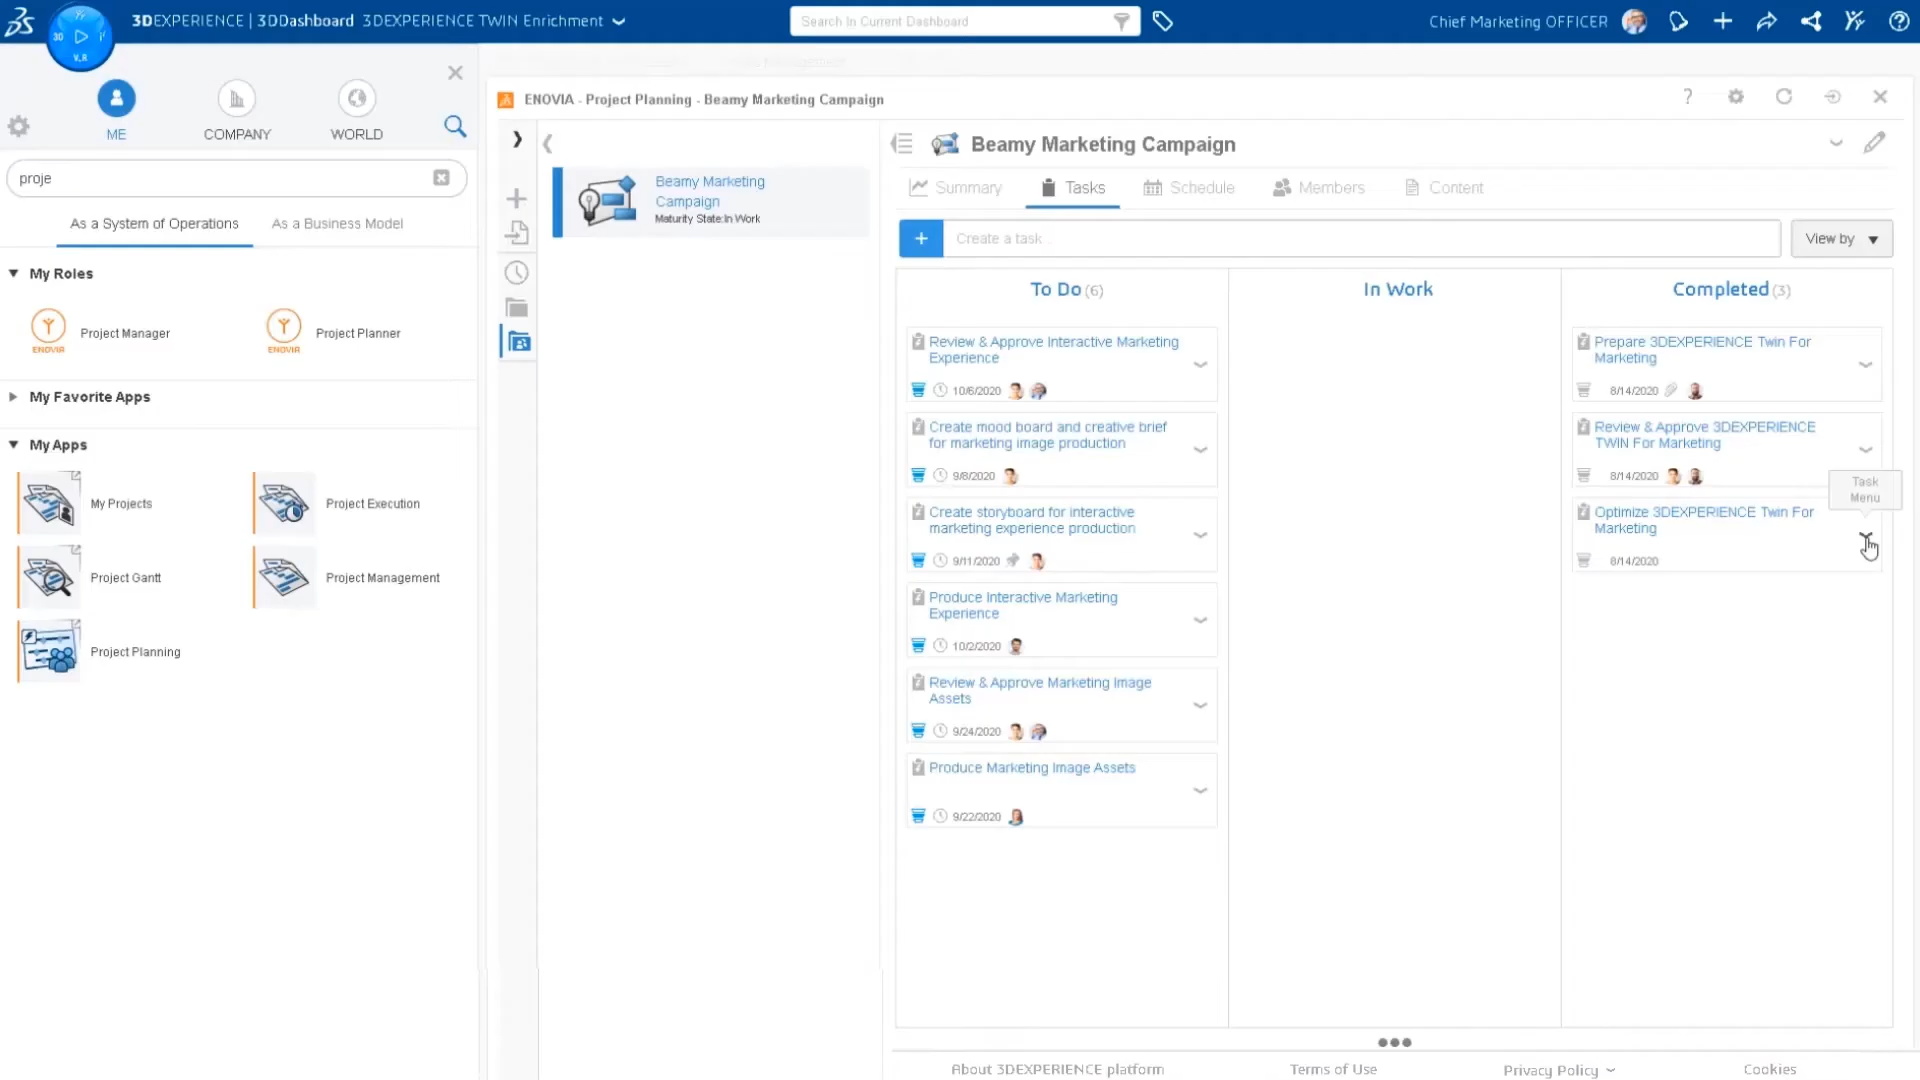 3DEXPERIENCE | 3DDashboard 3DEXPERIENCE TWIN Enrichment
Search In Current Dashboard
Chief Marketing OFFICER
3D
V.R
ME
COMPANY
WORLD
proje
As a System of Operations
As a Business Model
My Roles
ENOVIA
Project Manager
ENOVIA
Project Planner
My Favorite Apps
My Apps
My Projects
Project Execution
Project Gantt
Project Management
Project Planning
ENOVIA - Project Planning - Beamy Marketing Campaign
Beamy Marketing
Campaign
Maturity State:In Work
Beamy Marketing Campaign
Summary
Tasks
Schedule
Members
Content
Create a task
View by
To Do (6)
Review & Approve Interactive Marketing
Experience
10/6/2020
Create mood board and creative brief
for marketing image production
9/8/2020
Create storyboard for interactive
marketing experience production
9/11/2020
Produce Interactive Marketing
Experience
10/2/2020
Review & Approve Marketing Image
Assets
9/24/2020
Produce Marketing Image Assets
9/22/2020
In Work
Completed (3)
Prepare 3DEXPERIENCE Twin For
Marketing
8/14/2020
Review & Approve 3DEXPERIENCE
TWIN For Marketing
8/14/2020
Task
Menu
Optimize 3DEXPERIENCE Twin For
Marketing
8/14/2020
About 3DEXPERIENCE platform
Terms of Use
Privacy Policy
Cookies